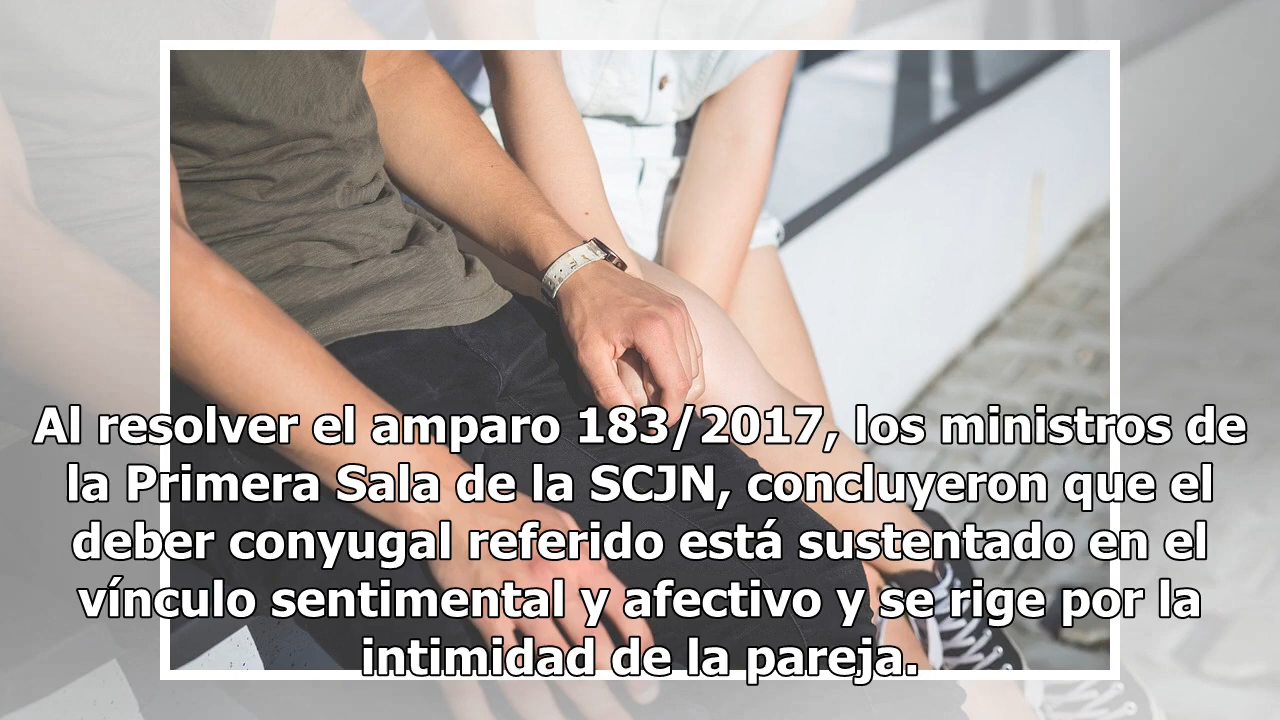 Al resolver el amparo 183/2017, los ministros de
la Primera Sala de la SCJN, concluyeron que el
deber conyugal referido está sustentado en el
vínculo sentimental y afectivo y se rige por la
intimidad de la pareja.